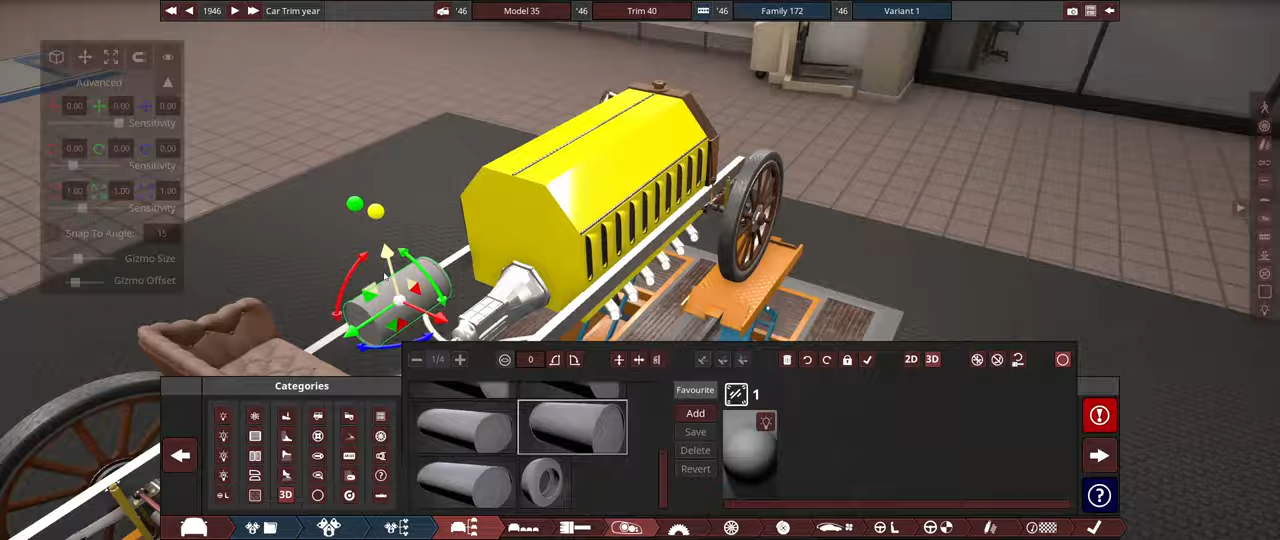 1946
Car Trim year
'46
Model 35
'46
Trim 40
'46
Family 172
'46
Variant 1
Advanced
0.00
0.00
0.00
Sensitivity
0.00
0.00
0.00
Sensitivity
1.00
1.00
1.00
Sensitivity
Snap To Angle:
15
Gizmo Size
Gizmo Offset
1/4
0
2D
3D
Categories
3D
L
Favourite
Add
Save
Delete
Revert
1
L